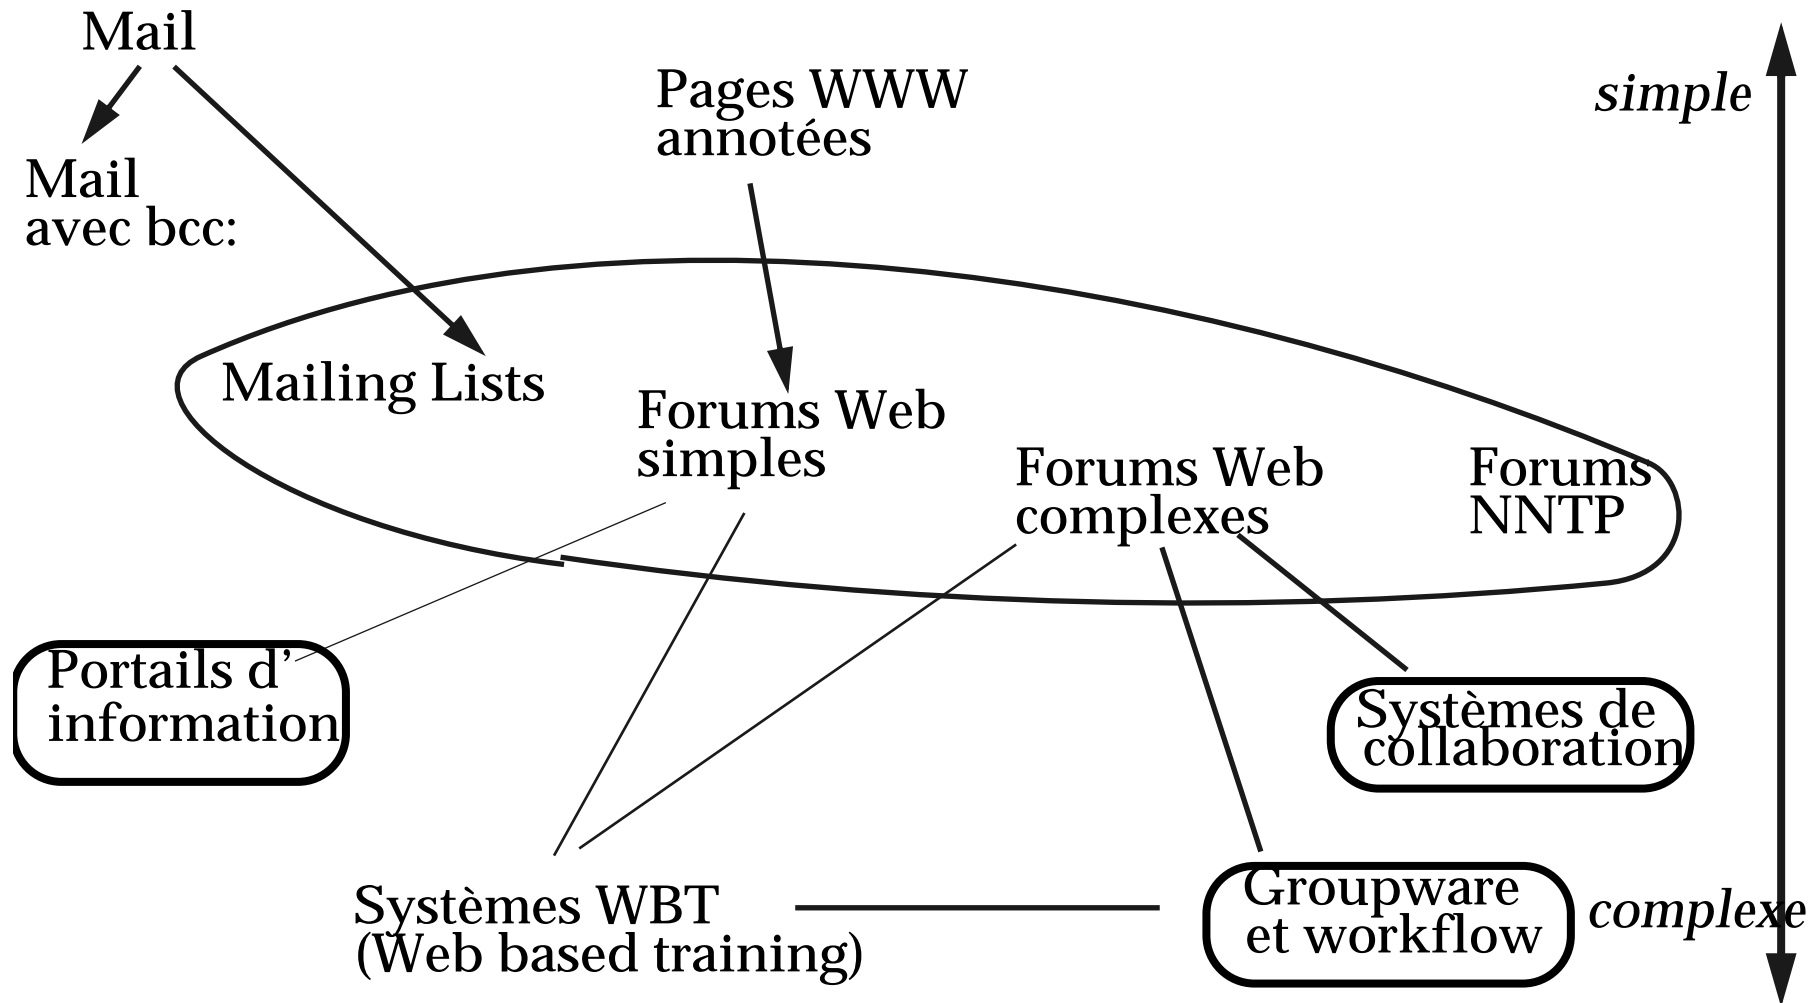 Mail
Pages WWW
annotées
simple
Mail
avec bcc:
Mailing Lists
Forums Web
simples
Forums Web
complexes
Forums
NNTP
Portails d’
information
Systèmes de
collaboration
Systèmes WBT
(Web based training)
Groupware
et workflow
complexe